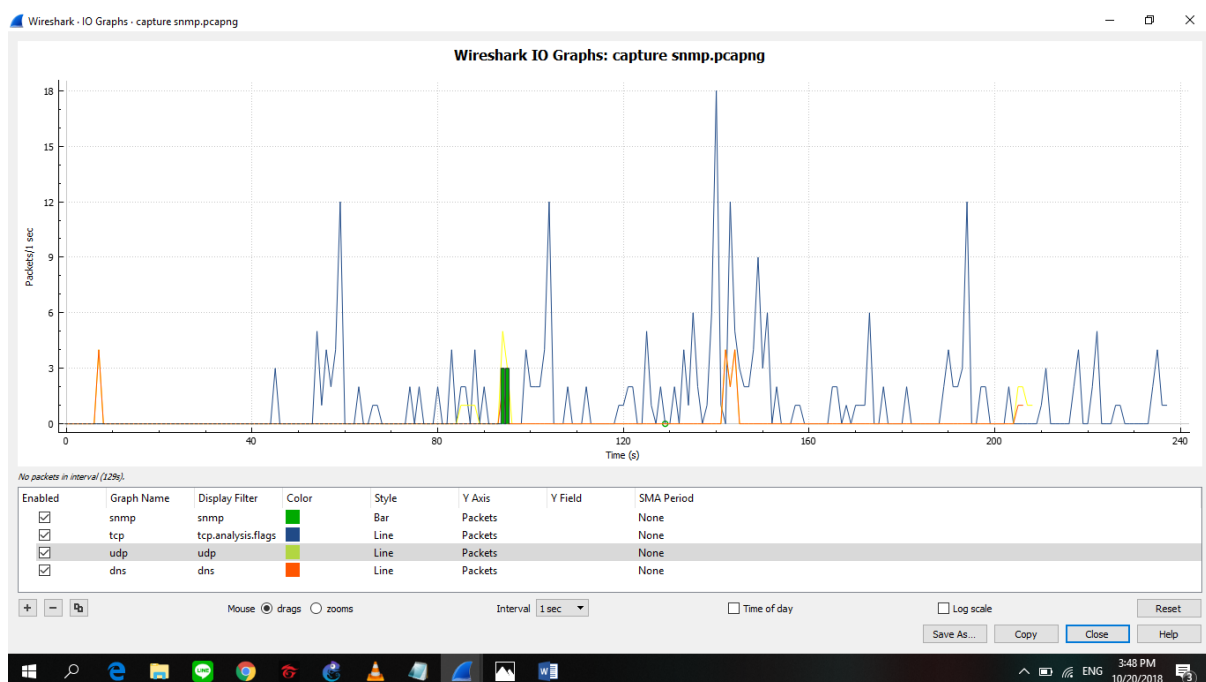 Wireshark · IO Graphs · capture snmp.pcapng
Wireshark IO Graphs: capture snmp.pcapng
18
15
12
9
6
3
0
Packets/1 sec
0 40 80 120 160 200 240
Time (s)
No packets in interval (129s).
Enabled Graph Name Display Filter Color Style Y Axis Y Field SMA Period
snmp snmp Bar Packets None
tcp tcp.analysis.flags Line Packets None
udp udp Line Packets None
dns dns Line Packets None
+ − Mouse drags zooms Interval 1 sec Time of day Log scale Reset
Save As... Copy Close Help
LINE W ENG 3:48 PM
10/20/2018 3